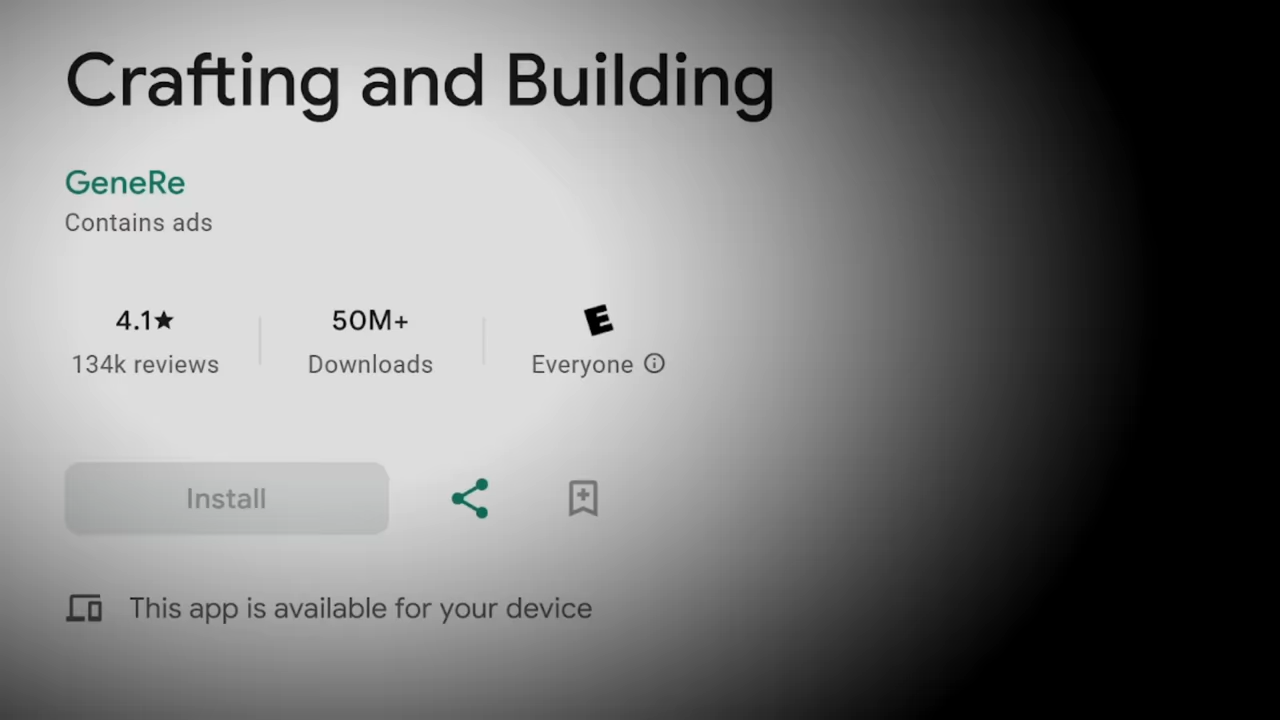 Crafting and Building
GeneRe
Contains ads
4.1★ 50M+ E
134k reviews Downloads Everyone
Install
This app is available for your device